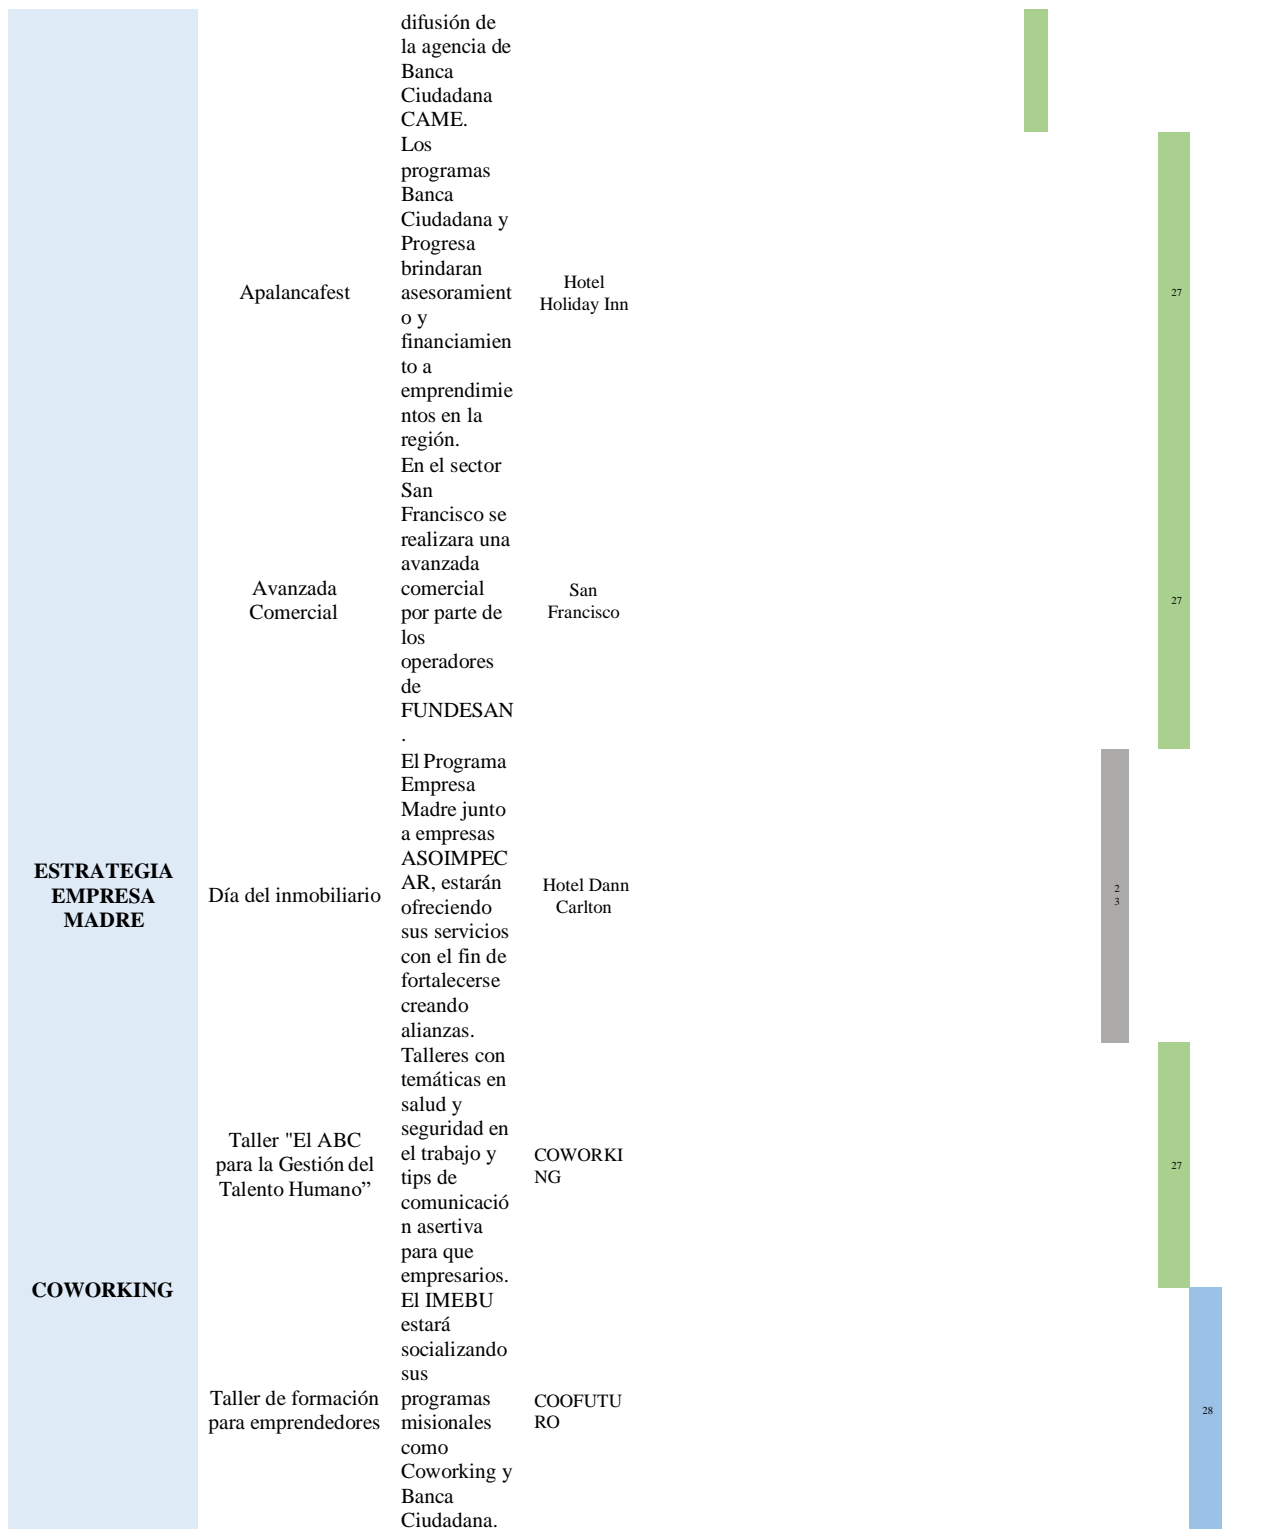 difusión de
la agencia de
Banca
Ciudadana
CAME.
Apalancafest
Los
programas
Banca
Ciudadana y
Progresa
brindaran
asesoramient
o y
financiamien
to a
emprendimie
ntos en la
región.
Hotel
Holiday Inn
27
Avanzada
Comercial
En el sector
San
Francisco se
realizara una
avanzada
comercial
por parte de
los
operadores
de
FUNDESAN
.
San
Francisco
27
ESTRATEGIA
EMPRESA
MADRE
Día del inmobiliario
El Programa
Empresa
Madre junto
a empresas
ASOIMPEC
AR, estarán
ofreciendo
sus servicios
con el fin de
fortalecerse
creando
alianzas.
Hotel Dann
Carlton
2
3
COWORKING
Taller "El ABC
para la Gestión del
Talento Humano”
Talleres con
temáticas en
salud y
seguridad en
el trabajo y
tips de
comunicació
n asertiva
para que
empresarios.
COWORKI
NG
27
Taller de formación
para emprendedores
El IMEBU
estará
socializando
sus
programas
misionales
como
Coworking y
Banca
Ciudadana.
COOFUTU
RO
28